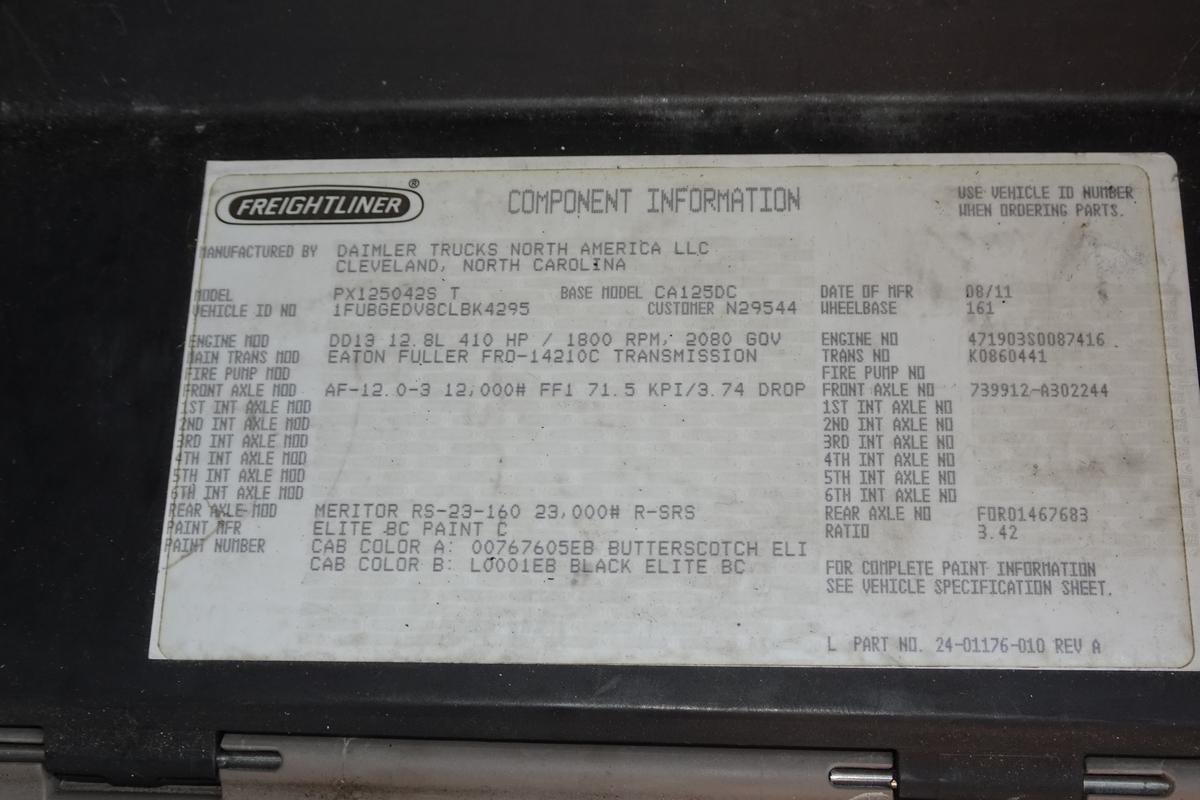 FREIGHTLINER®
COMPONENT INFORMATION
USE VEHICLE ID NUMBER
WHEN ORDERING PARTS.
MANUFACTURED BY DAIMLER TRUCKS NORTH AMERICA LLC
CLEVELAND, NORTH CAROLINA
MODEL PX125042S T BASE MODEL CA125DC DATE OF MFR 08/11
VEHICLE ID NO 1FUBGEDV8CLBK4295 CUSTOMER N29544 WHEELBASE 161
ENGINE MOD DD13 12.8L 410 HP / 1800 RPM, 2080 GOV ENGINE NO 471903S0087416
MAIN TRANS MOD EATON FULLER FRO-14210C TRANSMISSION TRANS NO K0860441
FIRE PUMP MOD FIRE PUMP NO
FRONT AXLE MOD AF-12.0-3 12,000# FF1 71.5 KPI/3.74 DROP FRONT AXLE NO 739912-A302244
1ST INT AXLE MOD 1ST INT AXLE NO
2ND INT AXLE MOD 2ND INT AXLE NO
3RD INT AXLE MOD 3RD INT AXLE NO
4TH INT AXLE MOD 4TH INT AXLE NO
5TH INT AXLE MOD 5TH INT AXLE NO
6TH INT AXLE MOD 6TH INT AXLE NO
REAR AXLE MOD MERITOR RS-23-160 23,000# R-SRS REAR AXLE NO FOR01467683
PAINT MFR ELITE BC PAINT C RATIO 3.42
PAINT NUMBER CAB COLOR A: 00767605EB BUTTERSCOTCH ELI
CAB COLOR B: L0001EB BLACK ELITE BC
FOR COMPLETE PAINT INFORMATION
SEE VEHICLE SPECIFICATION SHEET.
L PART NO. 24-01176-010 REV A